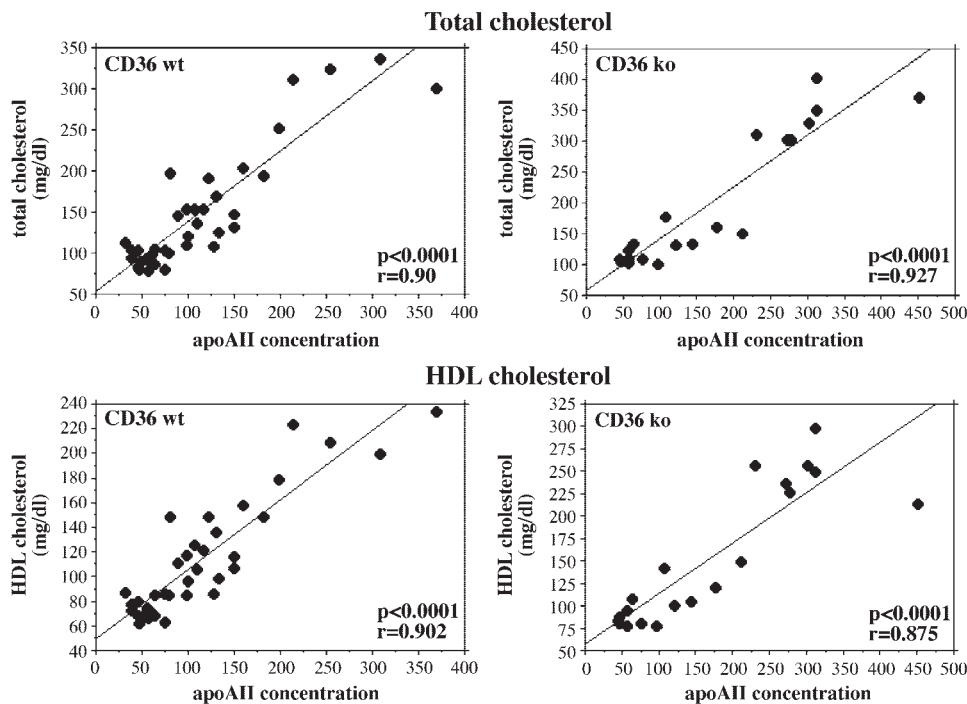 Total cholesterol
CD36 wt
total cholesterol
(mg/dl)
350
300
250
200
150
100
50
p<0.0001
r=0.90
0 50 100 150 200 250 300 350 400
apoAII concentration
CD36 ko
total cholesterol
(mg/dl)
450
400
350
300
250
200
150
100
50
p<0.0001
r=0.927
0 50 100 150 200 250 300 350 400 450 500
apoAII concentration
HDL cholesterol
CD36 wt
HDL cholesterol
(mg/dl)
240
220
200
180
160
140
120
100
80
60
40
p<0.0001
r=0.902
0 50 100 150 200 250 300 350 400
apoAII concentration
CD36 ko
HDL cholesterol
(mg/dl)
325
300
275
250
225
200
175
150
125
100
75
50
p<0.0001
r=0.875
0 50 100 150 200 250 300 350 400 450 500
apoAII concentration